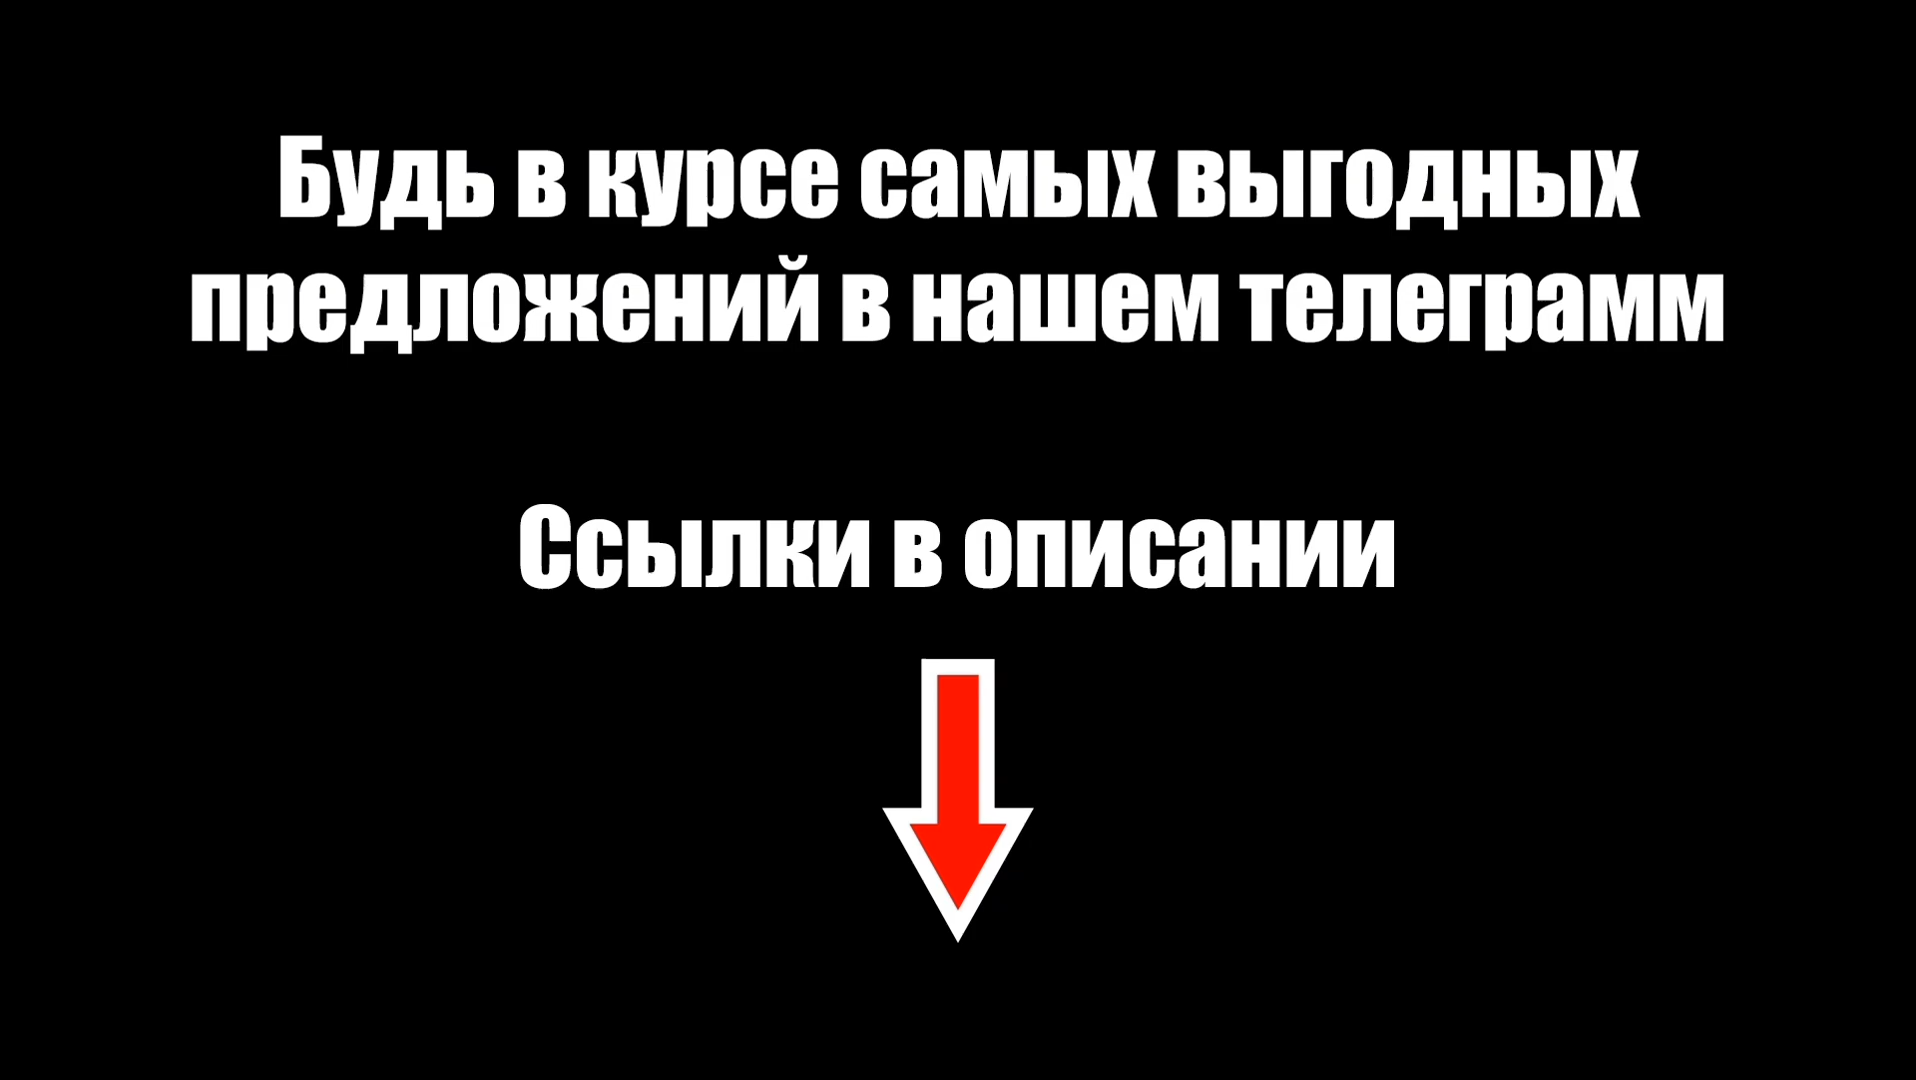 Будь в курсе самых выгодных
предложений в нашем телеграмм
Ссылки в описании